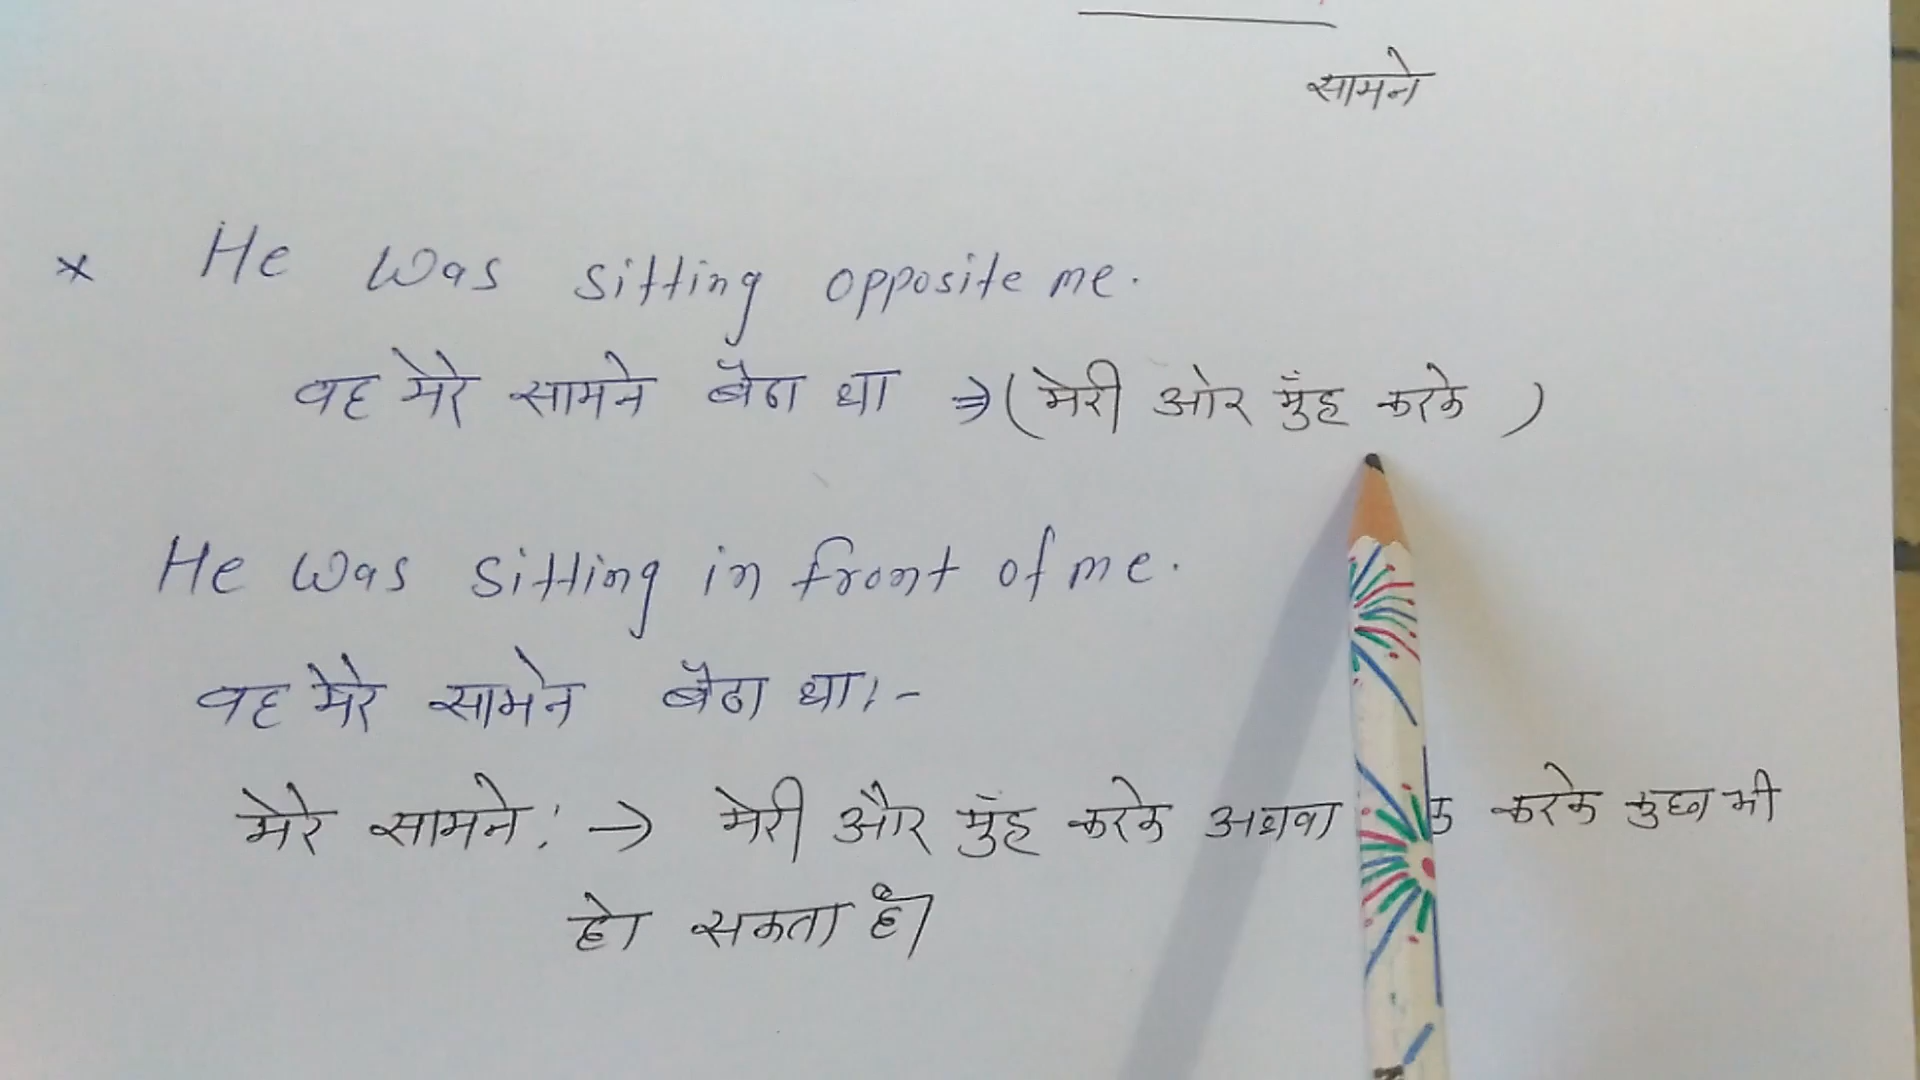 सामने
* He was sitting opposite me.
वह मेरे सामने बैठा था ⇒ (मेरी ओर मुँह करके )
He was sitting in front of me.
वह मेरे सामने बैठा था।-
मेरे सामने: → मेरी और मुँह करके अथवा करके कुछ भी
हो सकता है।